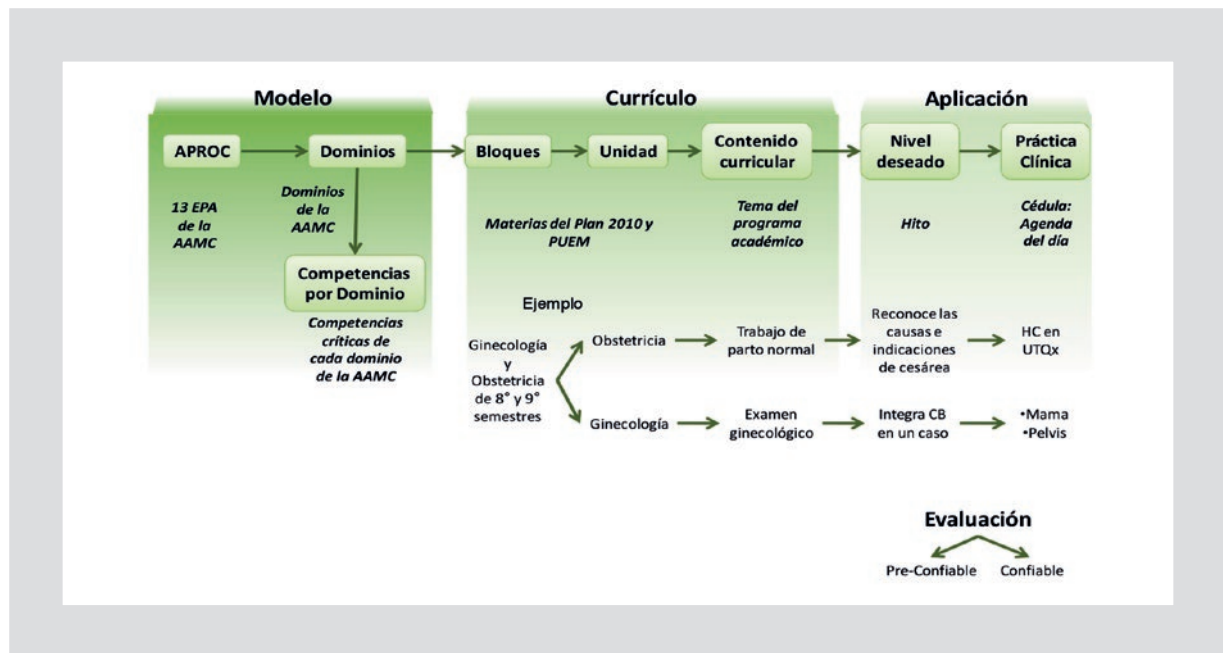 Modelo
Currículo
Aplicación
APROC
Dominios
Bloques
Unidad
Contenido
curricular
Nivel
deseado
Práctica
Clínica
13 EPA
de la
AAMC
Dominios
de la
AAMC
Materias del Plan 2010 y
PUEM
Tema del
programa
académico
Hito
Cédula:
Agenda
del día
Competencias
por Dominio
Competencias
críticas de
cada dominio
de la AAMC
Ejemplo
Ginecología
y
Obstetricia
de 8° y 9°
semestres
Obstetricia
Trabajo de
parto normal
Reconoce las
causas e
indicaciones
de cesárea
HC en
UTQx
Ginecología
Examen
ginecológico
Integra CB
en un caso
•Mama
•Pelvis
Evaluación
Pre-Confiable
Confiable